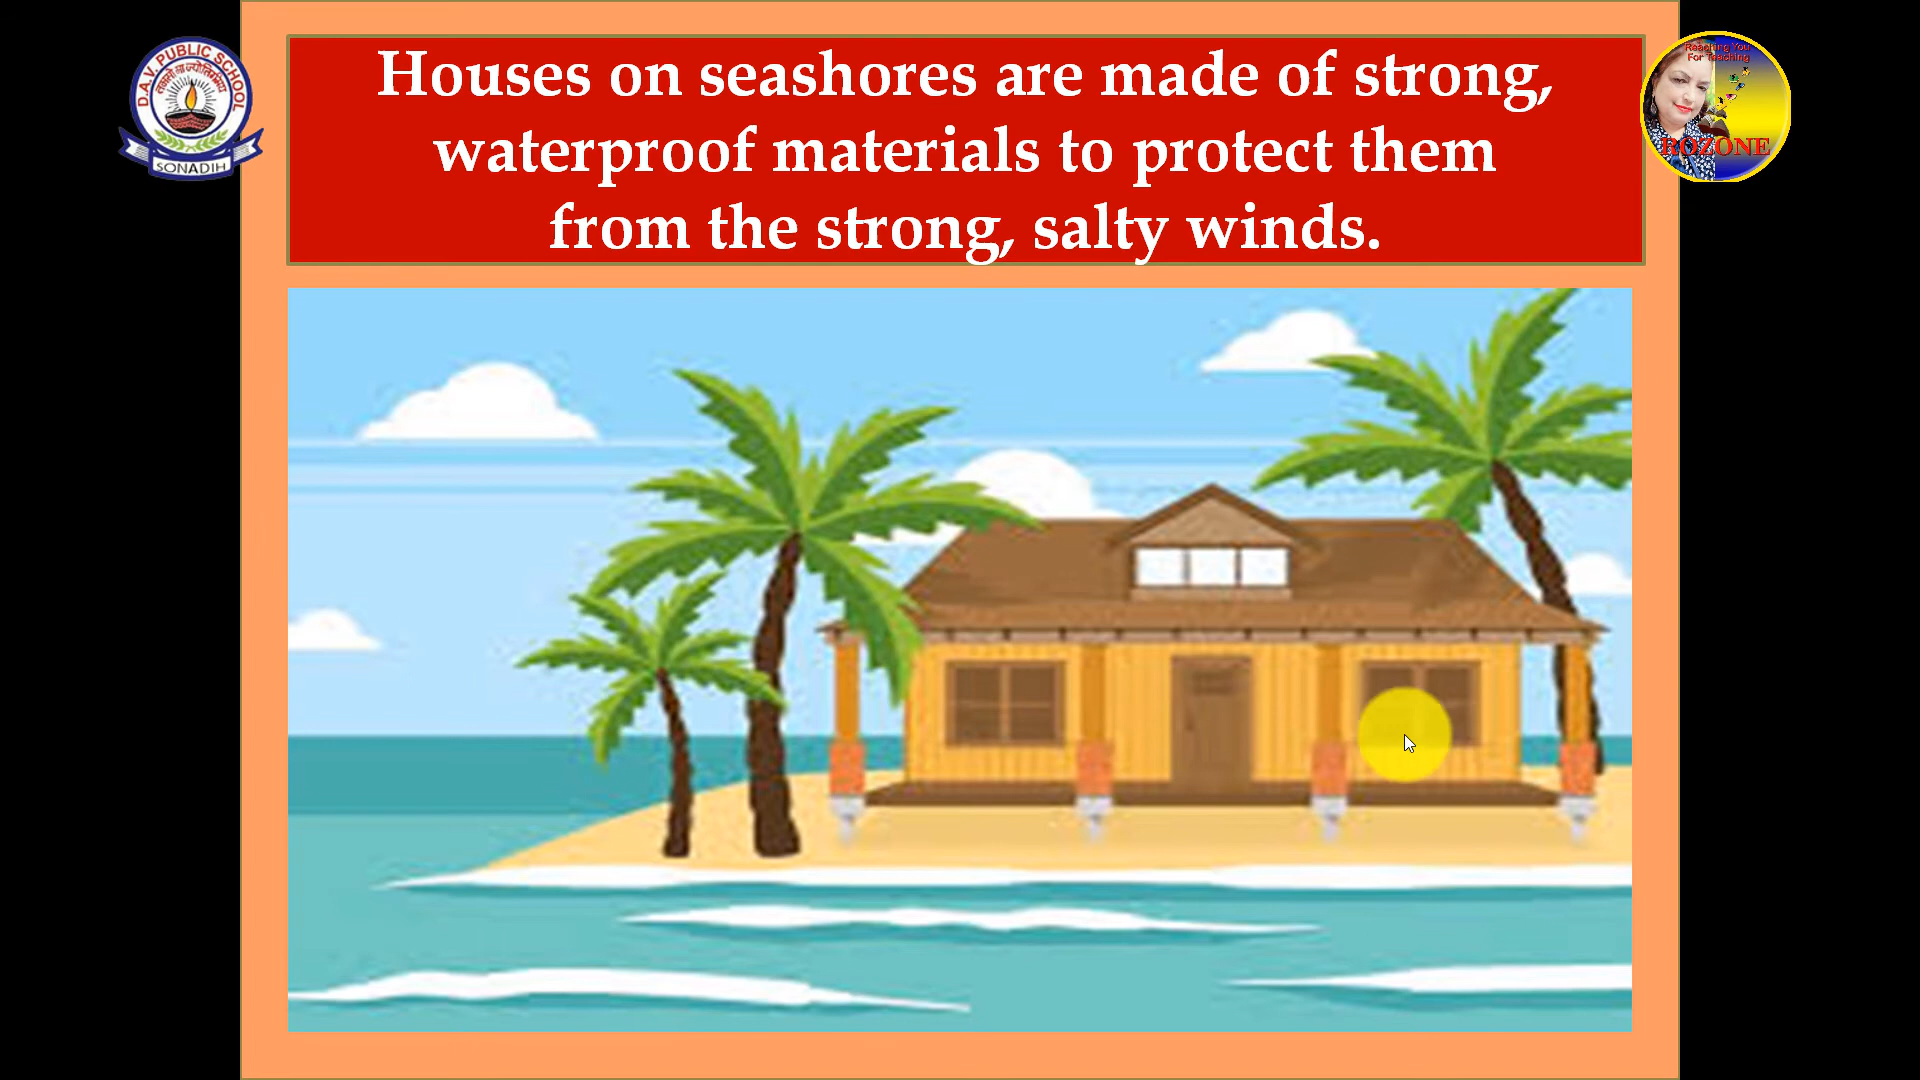 Houses on seashores are made of strong,
waterproof materials to protect them
from the strong, salty winds.
D.A.V. PUBLIC SCHOOL
SONADIH
Reaching You
For Teaching
ROZONE